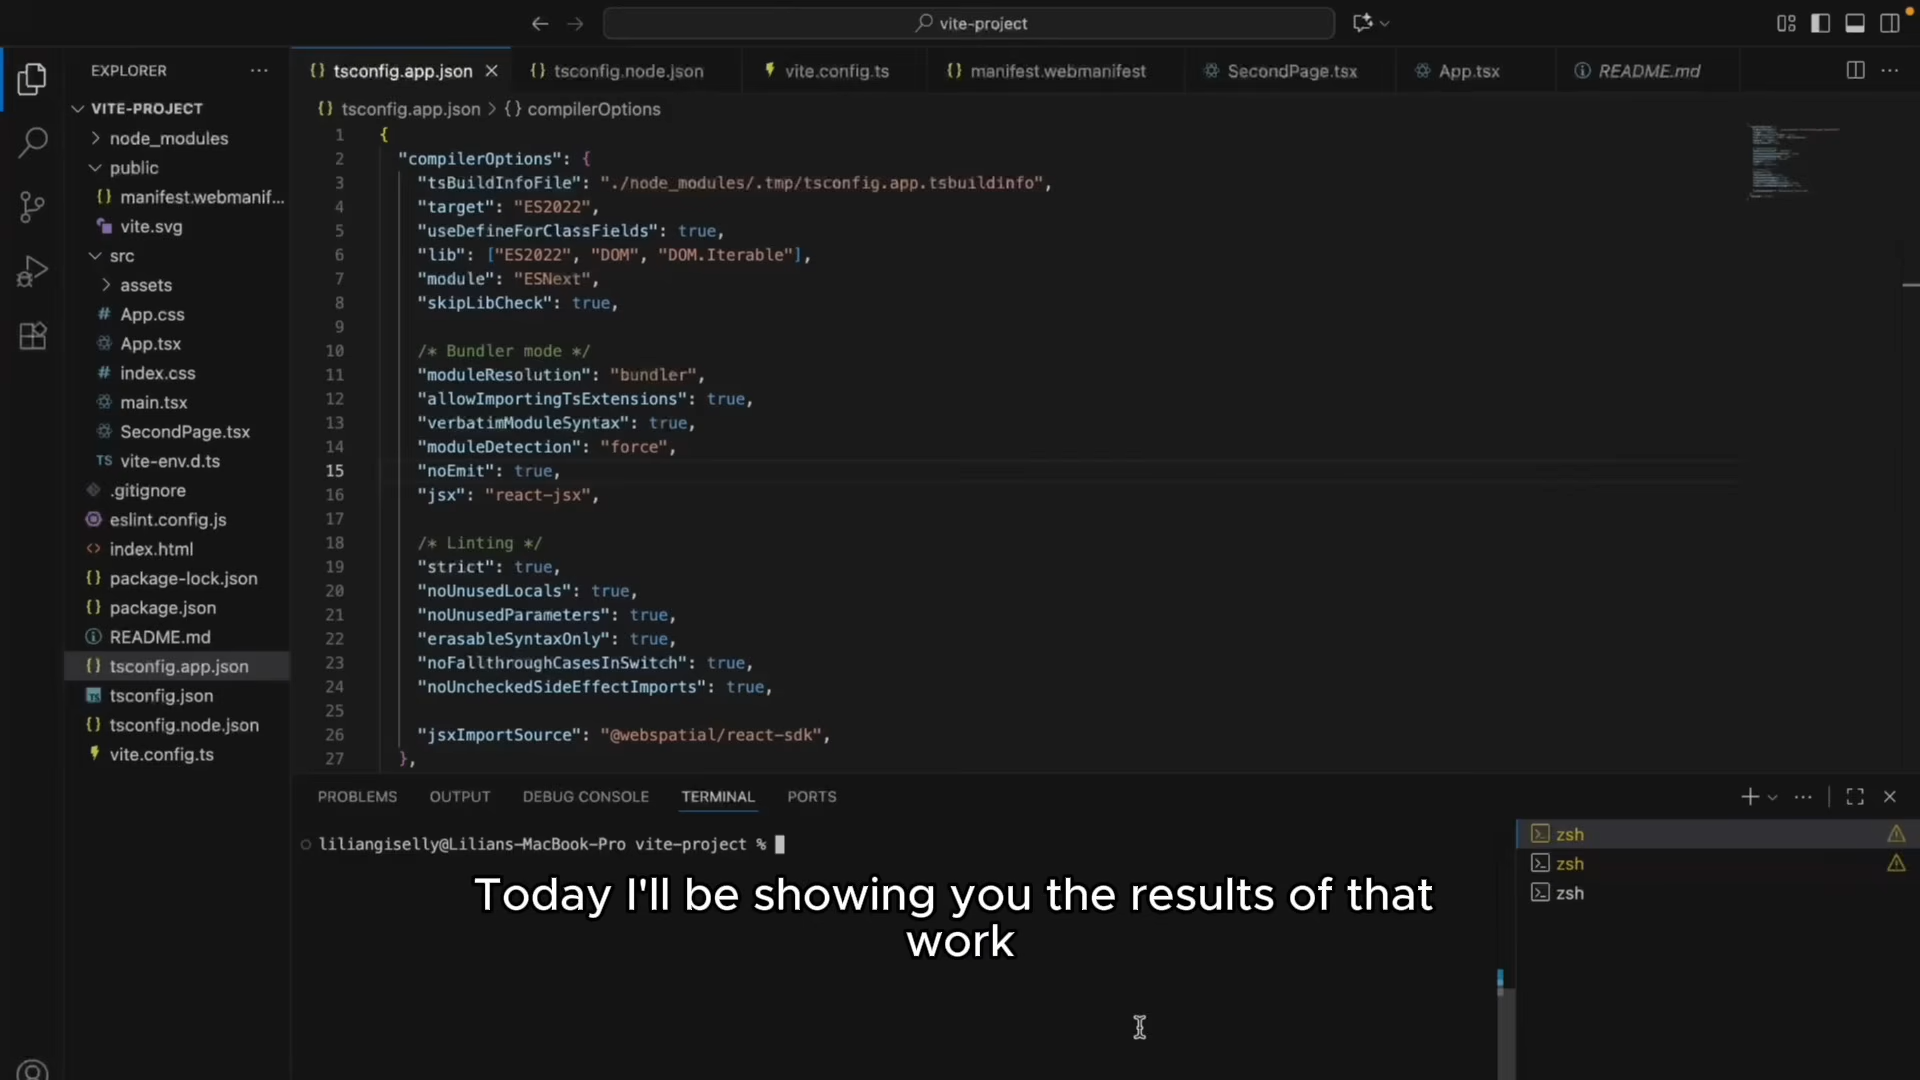 vite-project
EXPLORER
tsconfig.app.json
tsconfig.node.json
vite.config.ts
manifest.webmanifest
SecondPage.tsx
App.tsx
README.md
VITE-PROJECT
node_modules
public
manifest.webmanif...
vite.svg
src
assets
App.css
App.tsx
index.css
main.tsx
SecondPage.tsx
TS vite-env.d.ts
.gitignore
eslint.config.js
index.html
package-lock.json
package.json
README.md
tsconfig.app.json
tsconfig.json
tsconfig.node.json
vite.config.ts
{} tsconfig.app.json > {} compilerOptions
1 {
2 "compilerOptions": {
3 "tsBuildInfoFile": "./node_modules/.tmp/tsconfig.app.tsbuildinfo",
4 "target": "ES2022",
5 "useDefineForClassFields": true,
6 "lib": ["ES2022", "DOM", "DOM.Iterable"],
7 "module": "ESNext",
8 "skipLibCheck": true,
9
10 /* Bundler mode */
11 "moduleResolution": "bundler",
12 "allowImportingTsExtensions": true,
13 "verbatimModuleSyntax": true,
14 "moduleDetection": "force",
15 "noEmit": true,
16 "jsx": "react-jsx",
17
18 /* Linting */
19 "strict": true,
20 "noUnusedLocals": true,
21 "noUnusedParameters": true,
22 "erasableSyntaxOnly": true,
23 "noFallthroughCasesInSwitch": true,
24 "noUncheckedSideEffectImports": true,
25
26 "jsxImportSource": "@webspatial/react-sdk",
27 },
PROBLEMS
OUTPUT
DEBUG CONSOLE
TERMINAL
PORTS
liliangiselly@Lilians-MacBook-Pro vite-project %
zsh
zsh
zsh
Today I'll be showing you the results of that
work